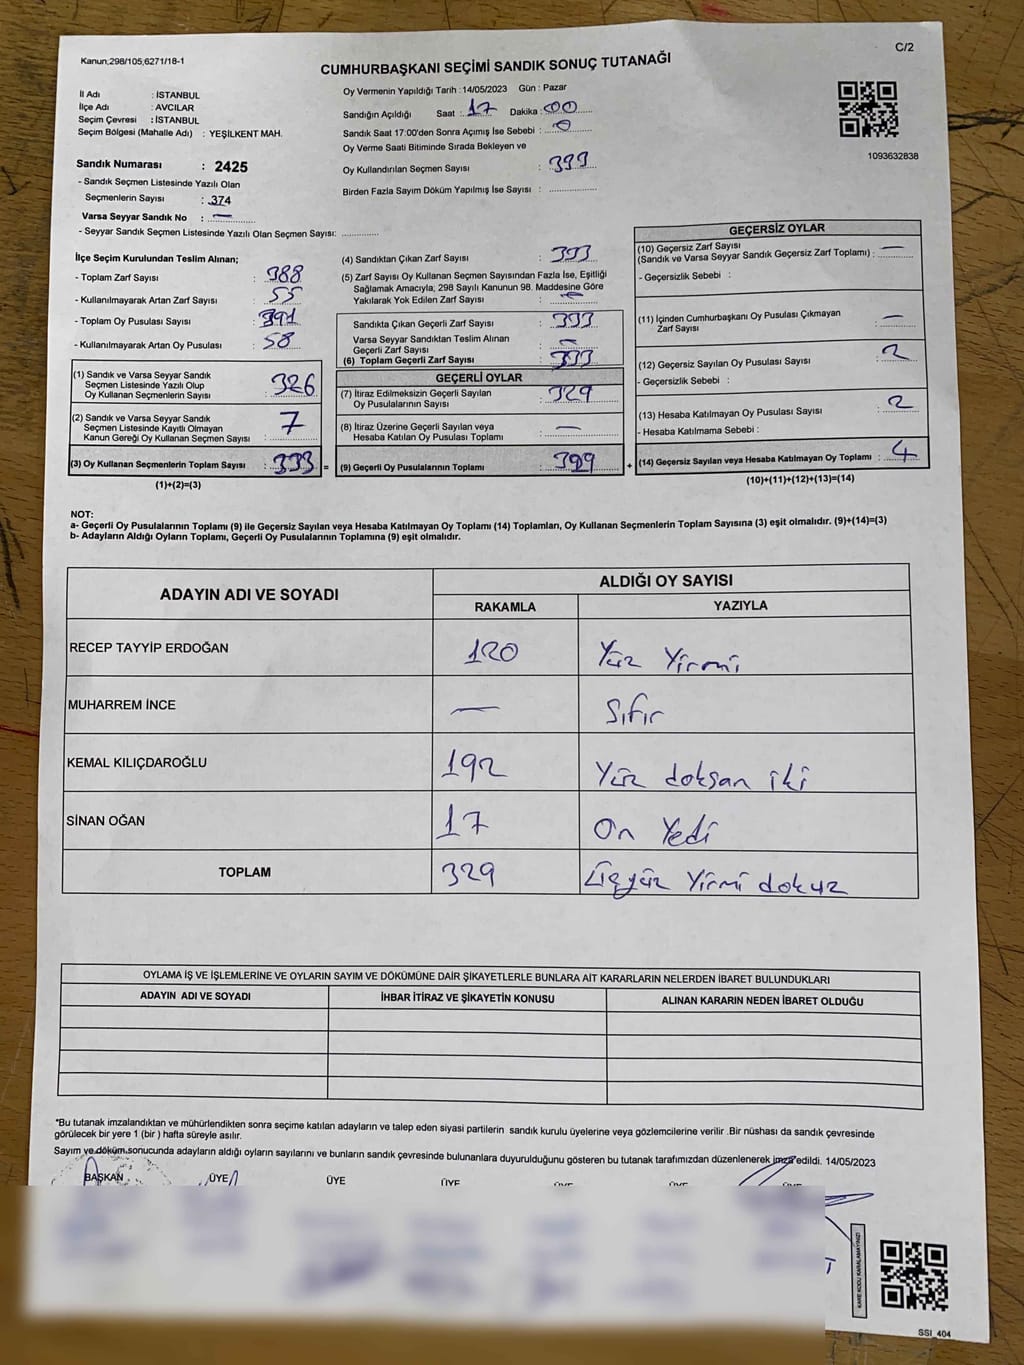 Kanun;298/105;6271/18-1
C/2
CUMHURBAŞKANI SEÇİMİ SANDIK SONUÇ TUTANAĞI
İl Adı : İSTANBUL
İlçe Adı : AVCILAR
Seçim Çevresi : İSTANBUL
Seçim Bölgesi (Mahalle Adı) : YEŞİLKENT MAH.
Sandık Numarası : 2425
- Sandık Seçmen Listesinde Yazılı Olan
Seçmenlerin Sayısı : 374
Varsa Seyyar Sandık No : —
- Seyyar Sandık Seçmen Listesinde Yazılı Olan Seçmen Sayısı:
Oy Vermenin Yapıldığı Tarih : 14/05/2023 Gün : Pazar
Sandığın Açıldığı Saat : 17 Dakika : 00
Sandık Saat 17:00'den Sonra Açımış İse Sebebi : 0
Oy Verme Saati Bitiminde Sırada Bekleyen ve
Oy Kullandırılan Seçmen Sayısı :
Birden Fazla Sayım Döküm Yapılmış İse Sayısı :
1093632838
İlçe Seçim Kurulundan Teslim Alınan;
- Toplam Zarf Sayısı : 388
- Kullanılmayarak Artan Zarf Sayısı : 55
- Toplam Oy Pusulası Sayısı : 391
- Kullanılmayarak Artan Oy Pusulası : 58
(1) Sandık ve Varsa Seyyar Sandık
Seçmen Listesinde Yazılı Olup
Oy Kullanan Seçmenlerin Sayısı : 326
(2) Sandık ve Varsa Seyyar Sandık
Seçmen Listesinde Kayıtlı Olmayan
Kanun Gereği Oy Kullanan Seçmen Sayısı : 7
(3) Oy Kullanan Seçmenlerin Toplam Sayısı : 333 =
(1)+(2)=(3)
(4) Sandıktan Çıkan Zarf Sayısı : 333
(5) Zarf Sayısı Oy Kullanan Seçmen Sayısından Fazla İse, Eşitliği
Sağlamak Amacıyla, 298 Sayılı Kanunun 98. Maddesine Göre
Yakılarak Yok Edilen Zarf Sayısı : —
Sandıkta Çıkan Geçerli Zarf Sayısı : 333
Varsa Seyyar Sandıktan Teslim Alınan
Geçerli Zarf Sayısı : —
(6) Toplam Geçerli Zarf Sayısı : 333
GEÇERLİ OYLAR
(7) İtiraz Edilmeksizin Geçerli Sayılan
Oy Pusulalarının Sayısı : 329
(8) İtiraz Üzerine Geçerli Sayılan veya
Hesaba Katılan Oy Pusulası Toplamı : —
(9) Geçerli Oy Pusulalarının Toplamı : 329 +
GEÇERSİZ OYLAR
(10) Geçersiz Zarf Sayısı
(Sandık ve Varsa Seyyar Sandık Geçersiz Zarf Toplamı) : —
- Geçersizlik Sebebi :
(11) İçinden Cumhurbaşkanı Oy Pusulası Çıkmayan
Zarf Sayısı : —
(12) Geçersiz Sayılan Oy Pusulası Sayısı : 2
- Geçersizlik Sebebi :
(13) Hesaba Katılmayan Oy Pusulası Sayısı : 2
- Hesaba Katılmama Sebebi :
(14) Geçersiz Sayılan veya Hesaba Katılmayan Oy Toplamı : 4
(10)+(11)+(12)+(13)=(14)
NOT:
a- Geçerli Oy Pusulalarının Toplamı (9) ile Geçersiz Sayılan veya Hesaba Katılmayan Oy Toplamı (14) Toplamları, Oy Kullanan Seçmenlerin Toplam Sayısına (3) eşit olmalıdır. (9)+(14)=(3)
b- Adayların Aldığı Oyların Toplamı, Geçerli Oy Pusulalarının Toplamına (9) eşit olmalıdır.
ADAYIN ADI VE SOYADI
ALDIĞI OY SAYISI
RAKAMLA YAZIYLA
RECEP TAYYİP ERDOĞAN 120 Yüz Yirmi
MUHARREM İNCE — Sıfır
KEMAL KILIÇDAROĞLU 192 Yüz doksan iki
SİNAN OĞAN 17 On Yedi
TOPLAM 329 Üçyüz Yirmi dokuz
OYLAMA İŞ VE İŞLEMLERİNE VE OYLARIN SAYIM VE DÖKÜMÜNE DAİR ŞİKAYETLERLE BUNLARA AİT KARARLARIN NELERDEN İBARET BULUNDUKLARI
ADAYIN ADI VE SOYADI İHBAR İTİRAZ VE ŞİKAYETİN KONUSU ALINAN KARARIN NEDEN İBARET OLDUĞU
*Bu tutanak imzalandıktan ve mühürlendikten sonra seçime katılan adayların ve talep eden siyasi partilerin sandık kurulu üyelerine veya gözlemcilerine verilir .Bir nüshası da sandık çevresinde
görülecek bir yere 1 (bir ) hafta süreyle asılır.
Sayım ve döküm sonucunda adayların aldığı oyların sayılarını ve bunların sandık çevresinde bulunanlara duyurulduğunu gösteren bu tutanak tarafımızdan düzenlenerek imza edildi. 14/05/2023
BAŞKAN ÜYE ÜYE ÜYE
KARE KODU KARALAMAYINIZ!
SSI_404